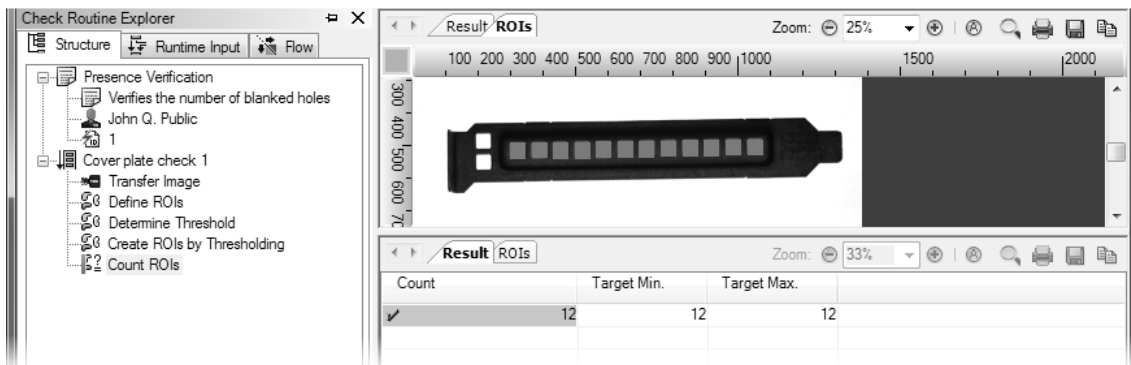 Check Routine Explorer
Structure Runtime Input Flow
Presence Verification
Verifies the number of blanked holes
John Q. Public
1
Cover plate check 1
Transfer Image
Define ROIs
Determine Threshold
Create ROIs by Thresholding
Count ROIs
Result ROIs Zoom: 25%
100 200 300 400 500 600 700 800 900 1000 1500 2000
300 400 500 600
Result ROIs Zoom: 33%
Count Target Min. Target Max.
12 12 12